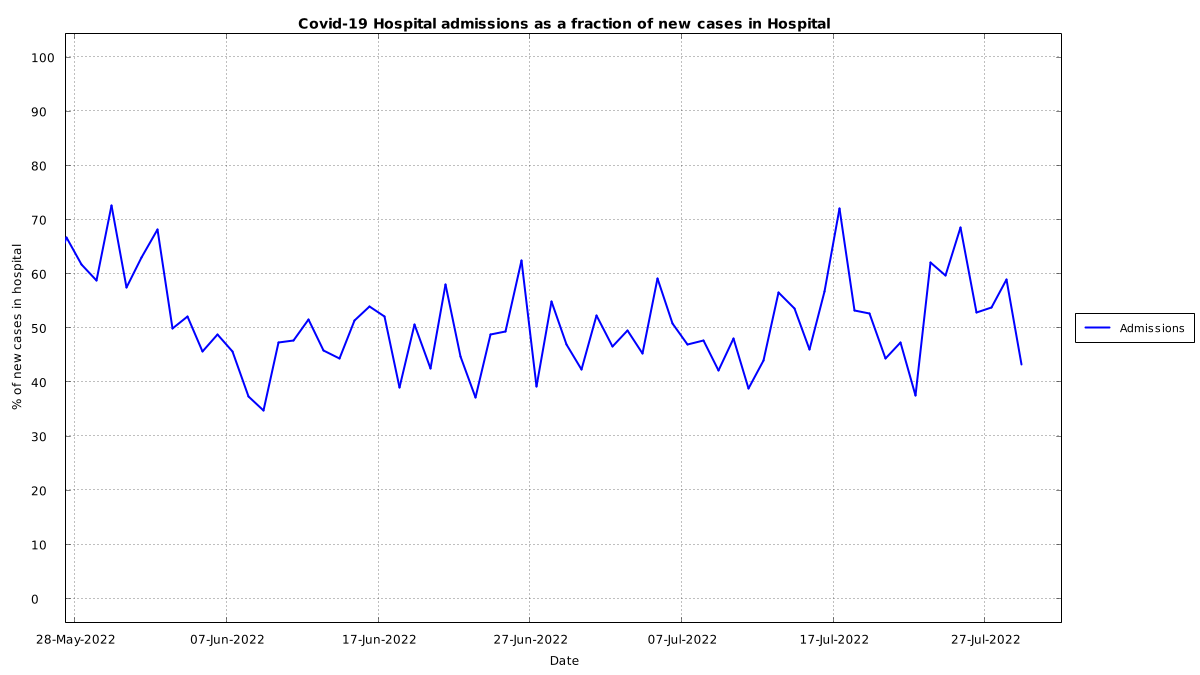 Covid-19 Hospital admissions as a fraction of new cases in Hospital
100
90
80
70
60
50
40
30
20
10
0
% of new cases in hospital
28-May-2022 07-Jun-2022 17-Jun-2022 27-Jun-2022 07-Jul-2022 17-Jul-2022 27-Jul-2022
Date
Admissions